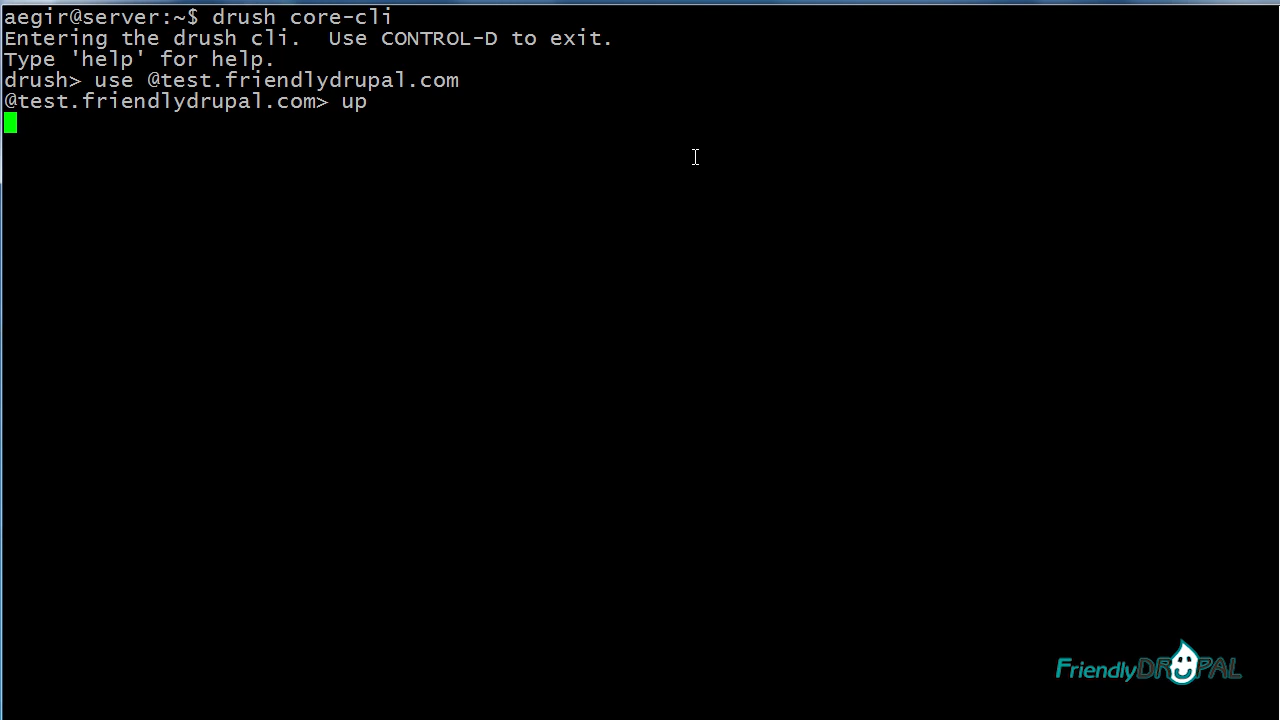 aegir@server:~$ drush core-cli
Entering the drush cli.  Use CONTROL-D to exit.
Type 'help' for help.
drush> use @test.friendlydrupal.com
@test.friendlydrupal.com> up
FriendlyDRUPAL